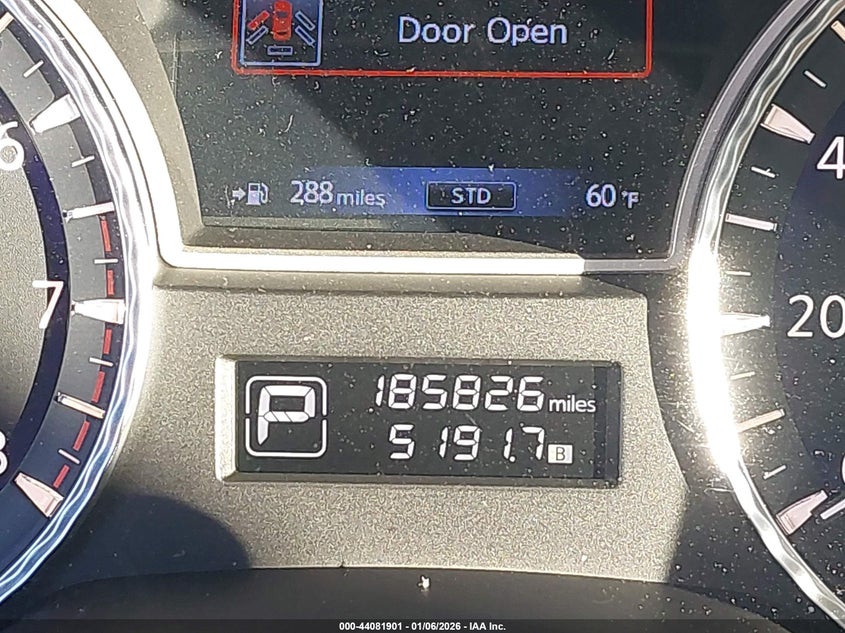 Door Open
288 miles STD 60 °F
6
7
8
4
20
P 185826 miles
5191.7 B
000-44081901 - 01/06/2026 - IAA Inc.